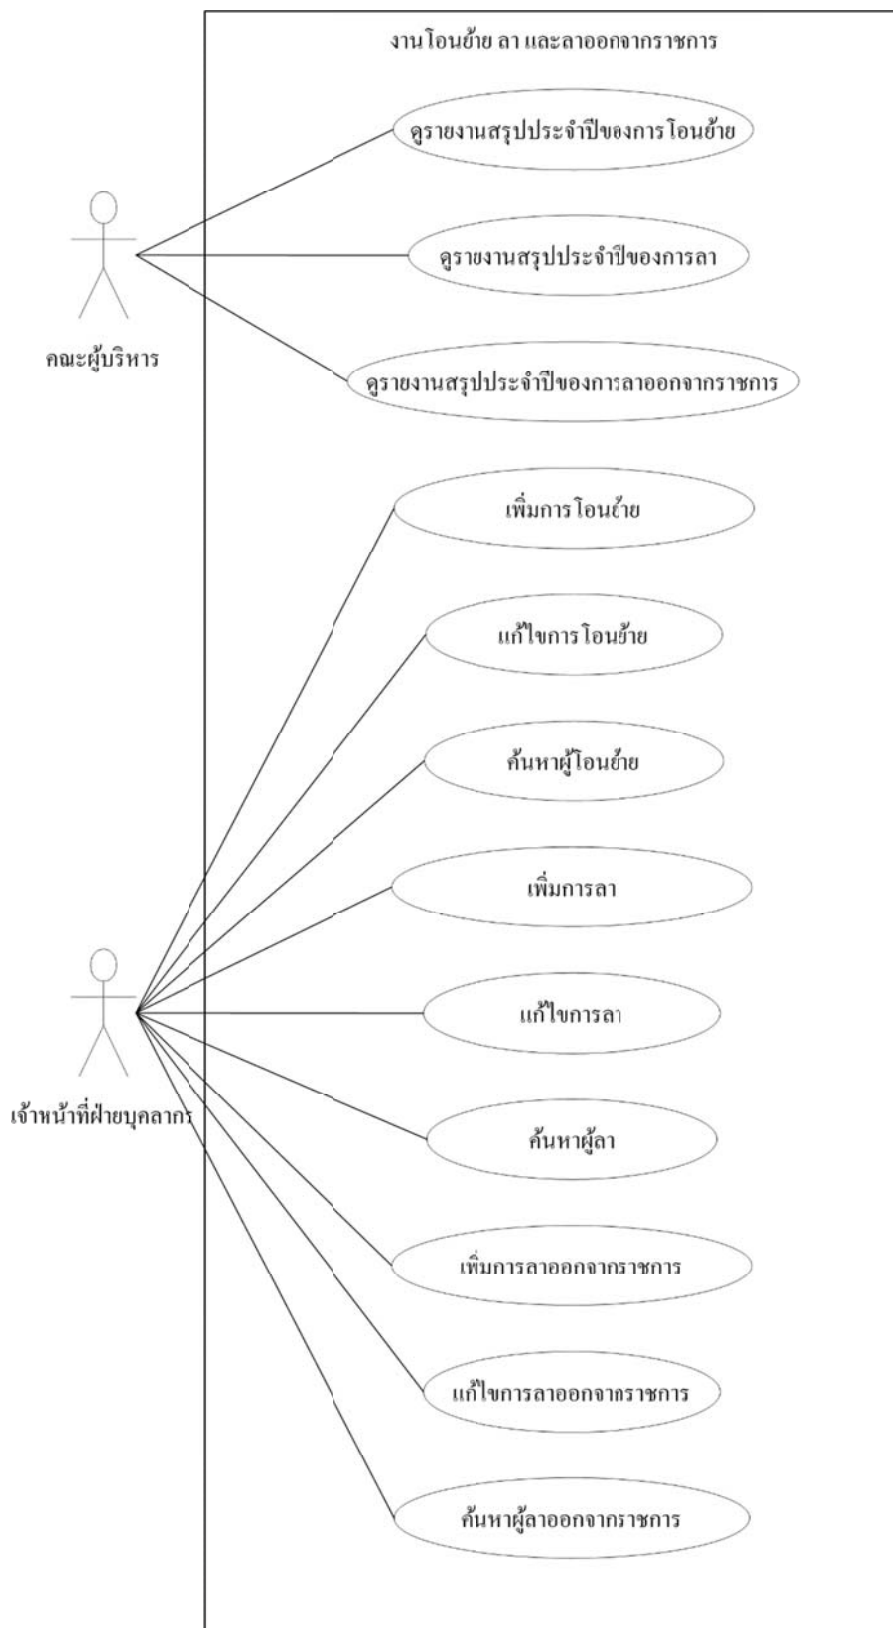 งานโอนย้าย ลา และลาออกจากราชการ
ดูรายงานสรุปประจำปีของการโอนย้าย
ดูรายงานสรุปประจำปีของการลา
คณะผู้บริหาร
ดูรายงานสรุปประจำปีของการลาออกจากราชการ
เพิ่มการโอนย้าย
แก้ไขการโอนย้าย
ค้นหาผู้โอนย้าย
เพิ่มการลา
แก้ไขการลา
เจ้าหน้าที่ฝ่ายบุคลากร
ค้นหาผู้ลา
เพิ่มการลาออกจากราชการ
แก้ไขการลาออกจากราชการ
ค้นหาผู้ลาออกจากราชการ